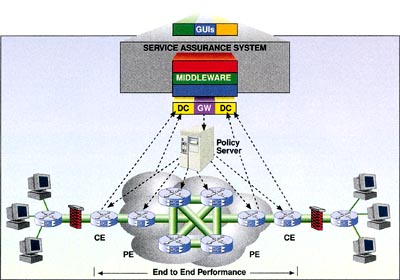 GUIs
SERVICE ASSURANCE SYSTEM
MIDDLEWARE
DC GW DC
Policy
Server
CE PE PE CE
End to End Performance